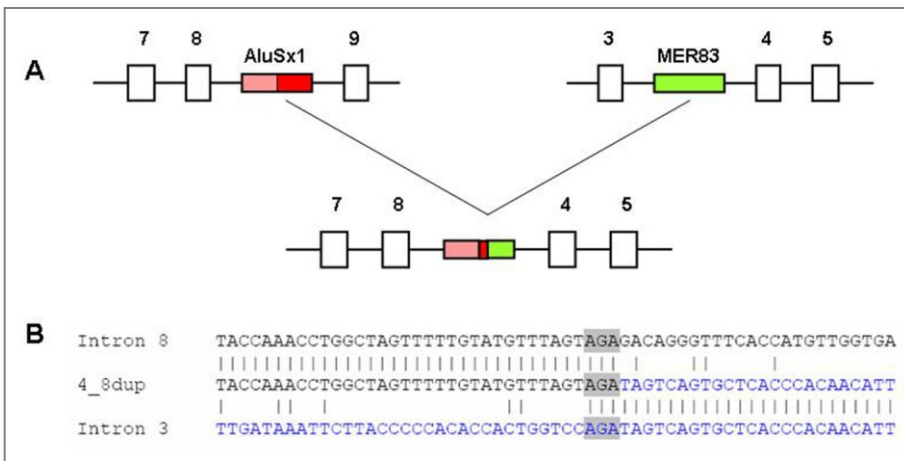 7 8 9 3 4 5
A AluSx1 MER83
7 8 4 5
B
Intron 8 TACCAAACCTGGCTAGTTTTTGTATGTTTAGTAGAGACAGGGTTTCACCATGTTGGTGA
4_8dup TACCAAACCTGGCTAGTTTTTGTATGTTTAGTAGATAGTCAGTGCTCACCCACAACATT
Intron 3 TTGATAAATTCTTACCCCCACACCACTGGTCCAGATAGTCAGTGCTCACCCACAACATT